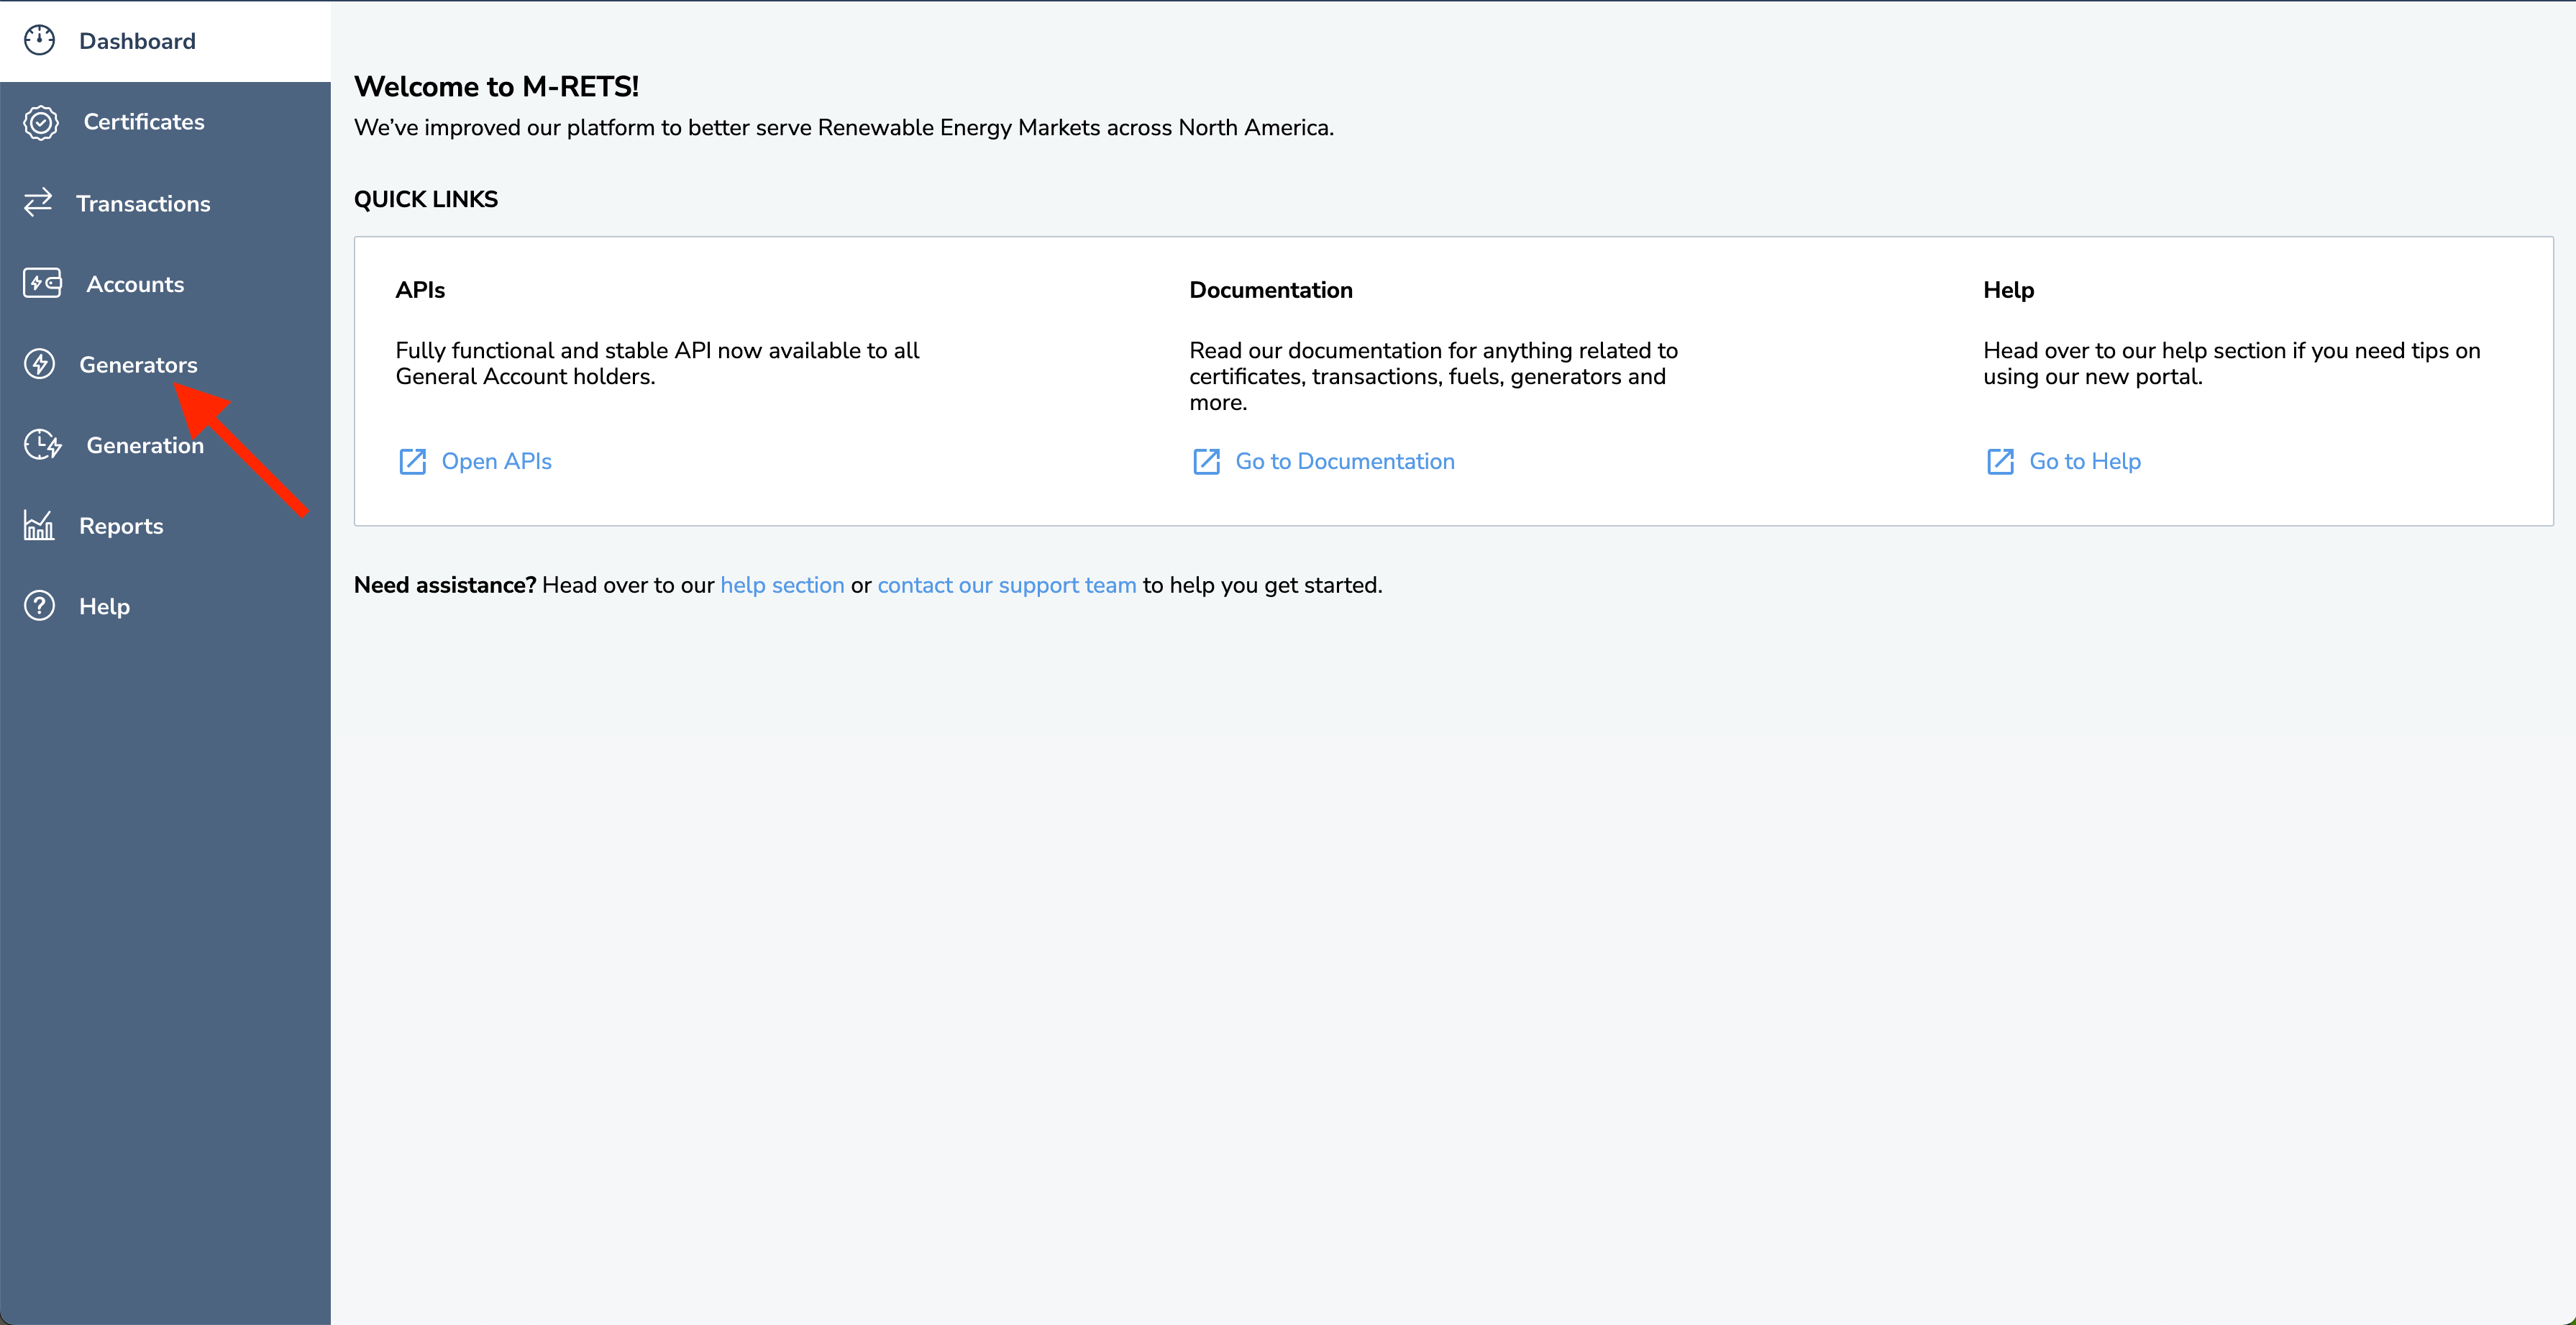 Dashboard
Certificates
Transactions
Accounts
Generators
Generation
Reports
Help
Welcome to M-RETS!
We’ve improved our platform to better serve Renewable Energy Markets across North America.
QUICK LINKS
APIs
Fully functional and stable API now available to all
General Account holders.
Open APIs
Documentation
Read our documentation for anything related to
certificates, transactions, fuels, generators and
more.
Go to Documentation
Help
Head over to our help section if you need tips on
using our new portal.
Go to Help
Need assistance? Head over to our help section or contact our support team to help you get started.